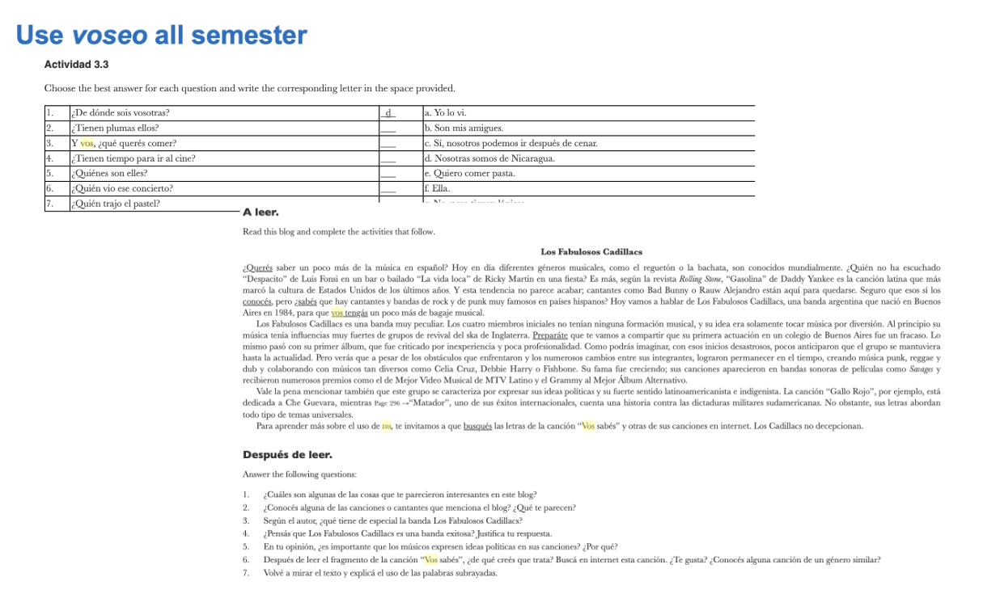 Use voseo all semester
Actividad 3.3
Choose the best answer for each question and write the corresponding letter in the space provided.
1. ¿De dónde sois vosotras? d a. Yo lo vi.
2. ¿Tienen plumas ellos? ___ b. Son mis amigues.
3. Y vos, ¿qué querés comer? ___ c. Sí, nosotros podemos ir después de cenar.
4. ¿Tienen tiempo para ir al cine? ___ d. Nosotras somos de Nicaragua.
5. ¿Quiénes son elles? ___ e. Quiero comer pasta.
6. ¿Quién vio ese concierto? ___ f. Ella.
7. ¿Quién trajo el pastel?
A leer.
Read this blog and complete the activities that follow.
Los Fabulosos Cadillacs
¿Querés saber un poco más de la música en español? Hoy en día diferentes géneros musicales, como el reguetón o la bachata, son conocidos mundialmente. ¿Quién no ha escuchado
“Despacito” de Luis Fonsi en un bar o bailado “La vida loca” de Ricky Martin en una fiesta? Es más, según la revista Rolling Stone, “Gasolina” de Daddy Yankee es la canción latina que más
marcó la cultura de Estados Unidos de los últimos años. Y esta tendencia no parece acabar; cantantes como Bad Bunny o Rauw Alejandro están aquí para quedarse. Seguro que esos sí los
conocés, pero ¿sabés que hay cantantes y bandas de rock y de punk muy famosos en países hispanos? Hoy vamos a hablar de Los Fabulosos Cadillacs, una banda argentina que nació en Buenos
Aires en 1984, para que vos tengás un poco más de bagaje musical.
Los Fabulosos Cadillacs es una banda muy peculiar. Los cuatro miembros iniciales no tenían ninguna formación musical, y su idea era solamente tocar música por diversión. Al principio su
música tenía influencias muy fuertes de grupos de revival del ska de Inglaterra. Preparáte que te vamos a compartir que su primera actuación en un colegio de Buenos Aires fue un fracaso. Lo
mismo pasó con su primer álbum, que fue criticado por inexperiencia y poca profesionalidad. Como podrás imaginar, con esos inicios desastrosos, pocos anticiparon que el grupo se mantuviera
hasta la actualidad. Pero verás que a pesar de los obstáculos que enfrentaron y los numerosos cambios entre sus integrantes, lograron permanecer en el tiempo, creando música punk, reggae y
dub y colaborando con músicos tan diversos como Celia Cruz, Debbie Harry o Fishbone. Su fama fue creciendo; sus canciones aparecieron en bandas sonoras de películas como Savages y
recibieron numerosos premios como el de Mejor Video Musical de MTV Latino y el Grammy al Mejor Álbum Alternativo.
Vale la pena mencionar también que este grupo se caracteriza por expresar sus ideas políticas y su fuerte sentido latinoamericanista e indigenista. La canción “Gallo Rojo”, por ejemplo, está
dedicada a Che Guevara, mientras Page 296 →“Matador”, uno de sus éxitos internacionales, cuenta una historia contra las dictaduras militares sudamericanas. No obstante, sus letras abordan
todo tipo de temas universales.
Para aprender más sobre el uso de vos, te invitamos a que busqués las letras de la canción “Vos sabés” y otras de sus canciones en internet. Los Cadillacs no decepcionan.
Después de leer.
Answer the following questions:
1. ¿Cuáles son algunas de las cosas que te parecieron interesantes en este blog?
2. ¿Conocés alguna de las canciones o cantantes que menciona el blog? ¿Qué te parecen?
3. Según el autor, ¿qué tiene de especial la banda Los Fabulosos Cadillacs?
4. ¿Pensás que Los Fabulosos Cadillacs es una banda exitosa? Justifica tu respuesta.
5. En tu opinión, ¿es importante que los músicos expresen ideas políticas en sus canciones? ¿Por qué?
6. Después de leer el fragmento de la canción “Vos sabés”, ¿de qué creés que trata? Buscá en internet esta canción. ¿Te gusta? ¿Conocés alguna canción de un género similar?
7. Volvé a mirar el texto y explicá el uso de las palabras subrayadas.